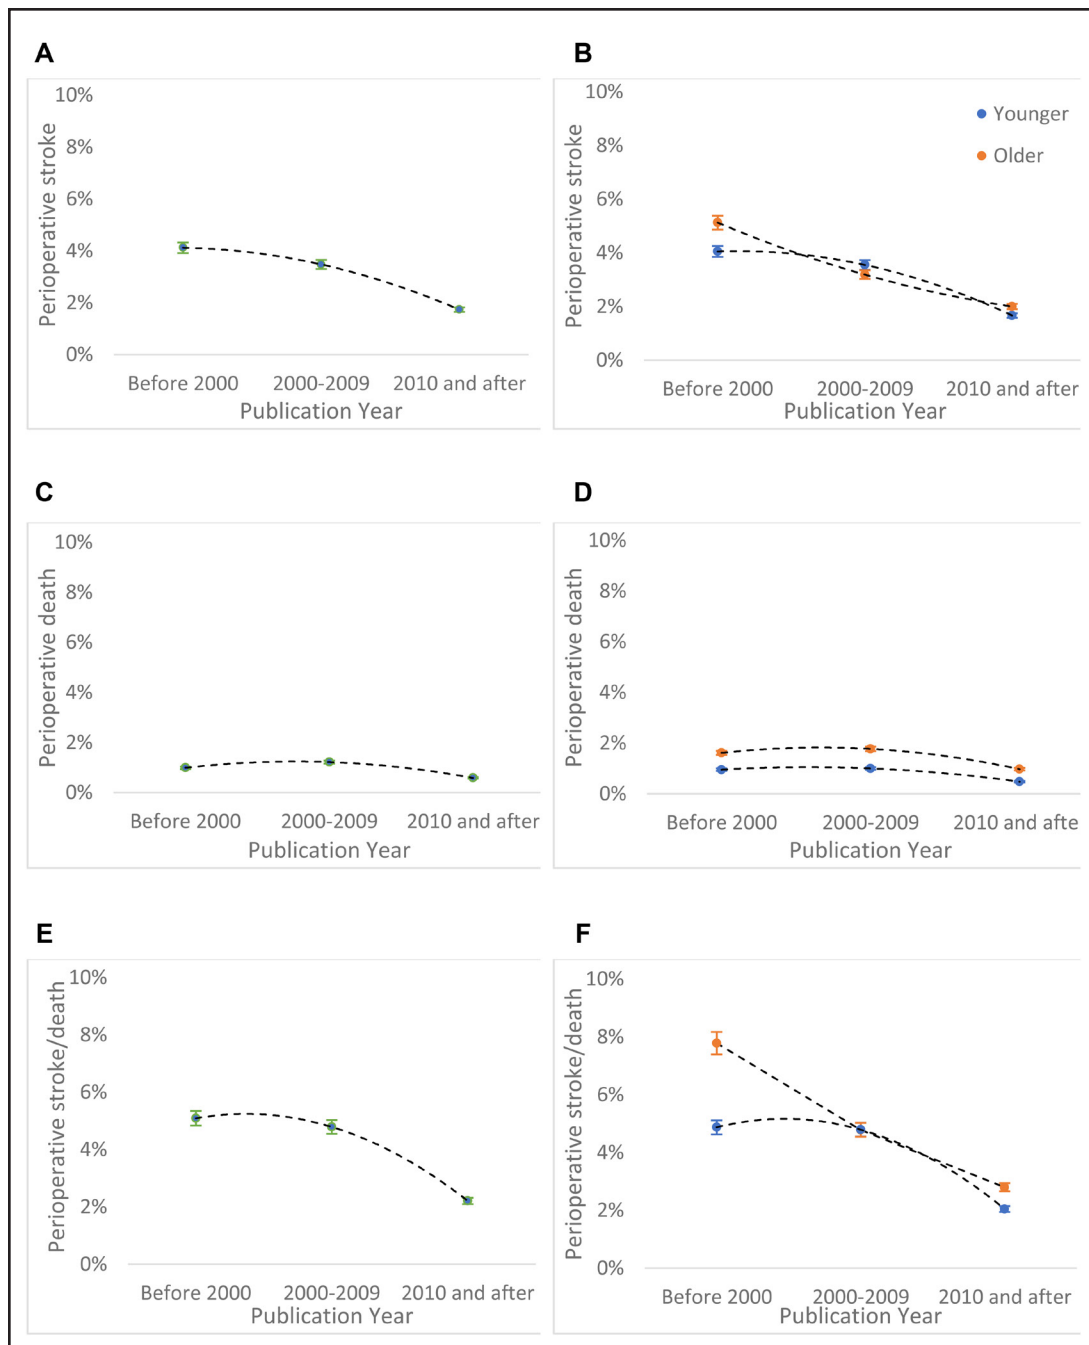 A
Perioperative stroke
10%
8%
6%
4%
2%
0%
Before 2000 2000-2009 2010 and after
Publication Year
B
Perioperative stroke
10%
8%
6%
4%
2%
0%
Younger
Older
Before 2000 2000-2009 2010 and after
Publication Year
C
Perioperative death
10%
8%
6%
4%
2%
0%
Before 2000 2000-2009 2010 and after
Publication Year
D
Perioperative death
10%
8%
6%
4%
2%
0%
Before 2000 2000-2009 2010 and afte
Publication Year
E
Perioperative stroke/death
10%
8%
6%
4%
2%
0%
Before 2000 2000-2009 2010 and after
Publication Year
F
Perioperative stroke/death
10%
8%
6%
4%
2%
0%
Before 2000 2000-2009 2010 and after
Publication Year